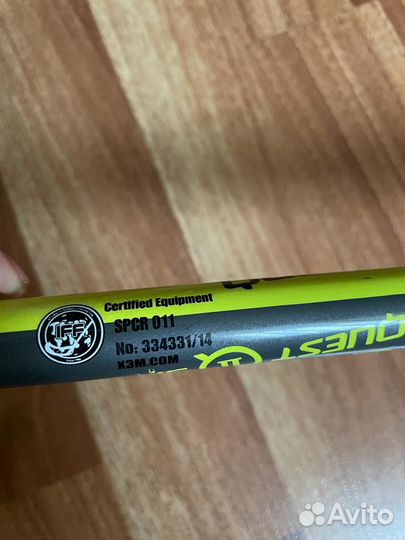 IFF
Certified Equipment
SPCR 011
No: 334331/14
X3M.COM
QUEST
Avito